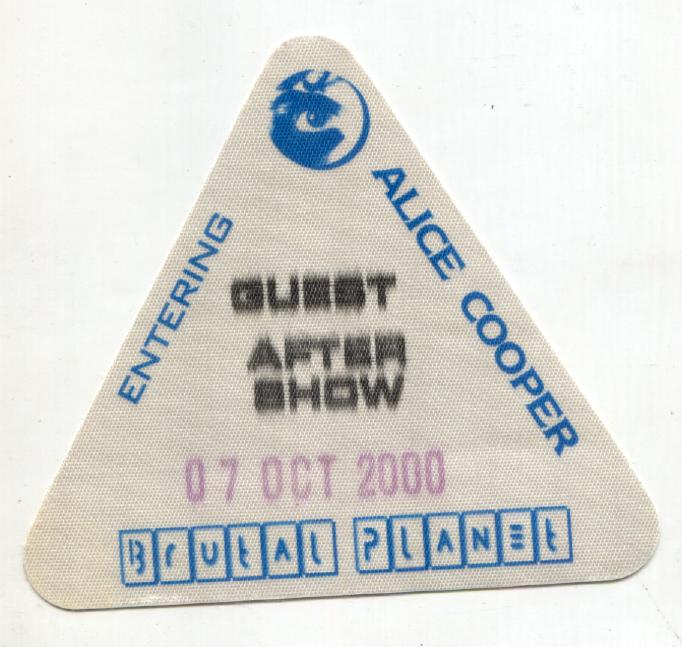 ENTERING
ALICE COOPER
GUEST
AFTER
SHOW
07 OCT 2000
BrUtAl PlANEt